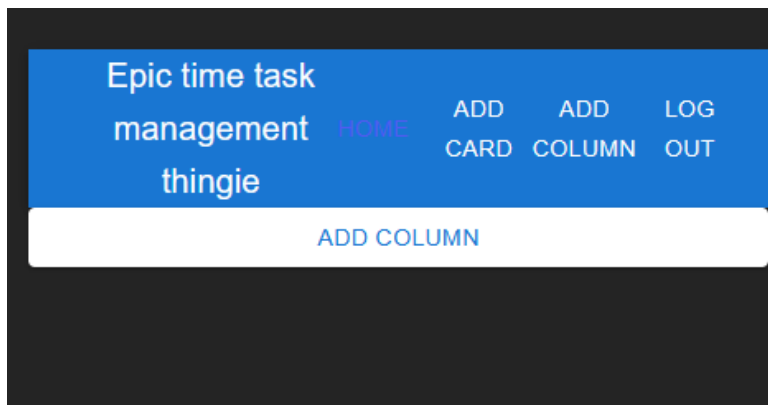 Epic time task
management
thingie
HOME
ADD
CARD
ADD
COLUMN
LOG
OUT
ADD COLUMN